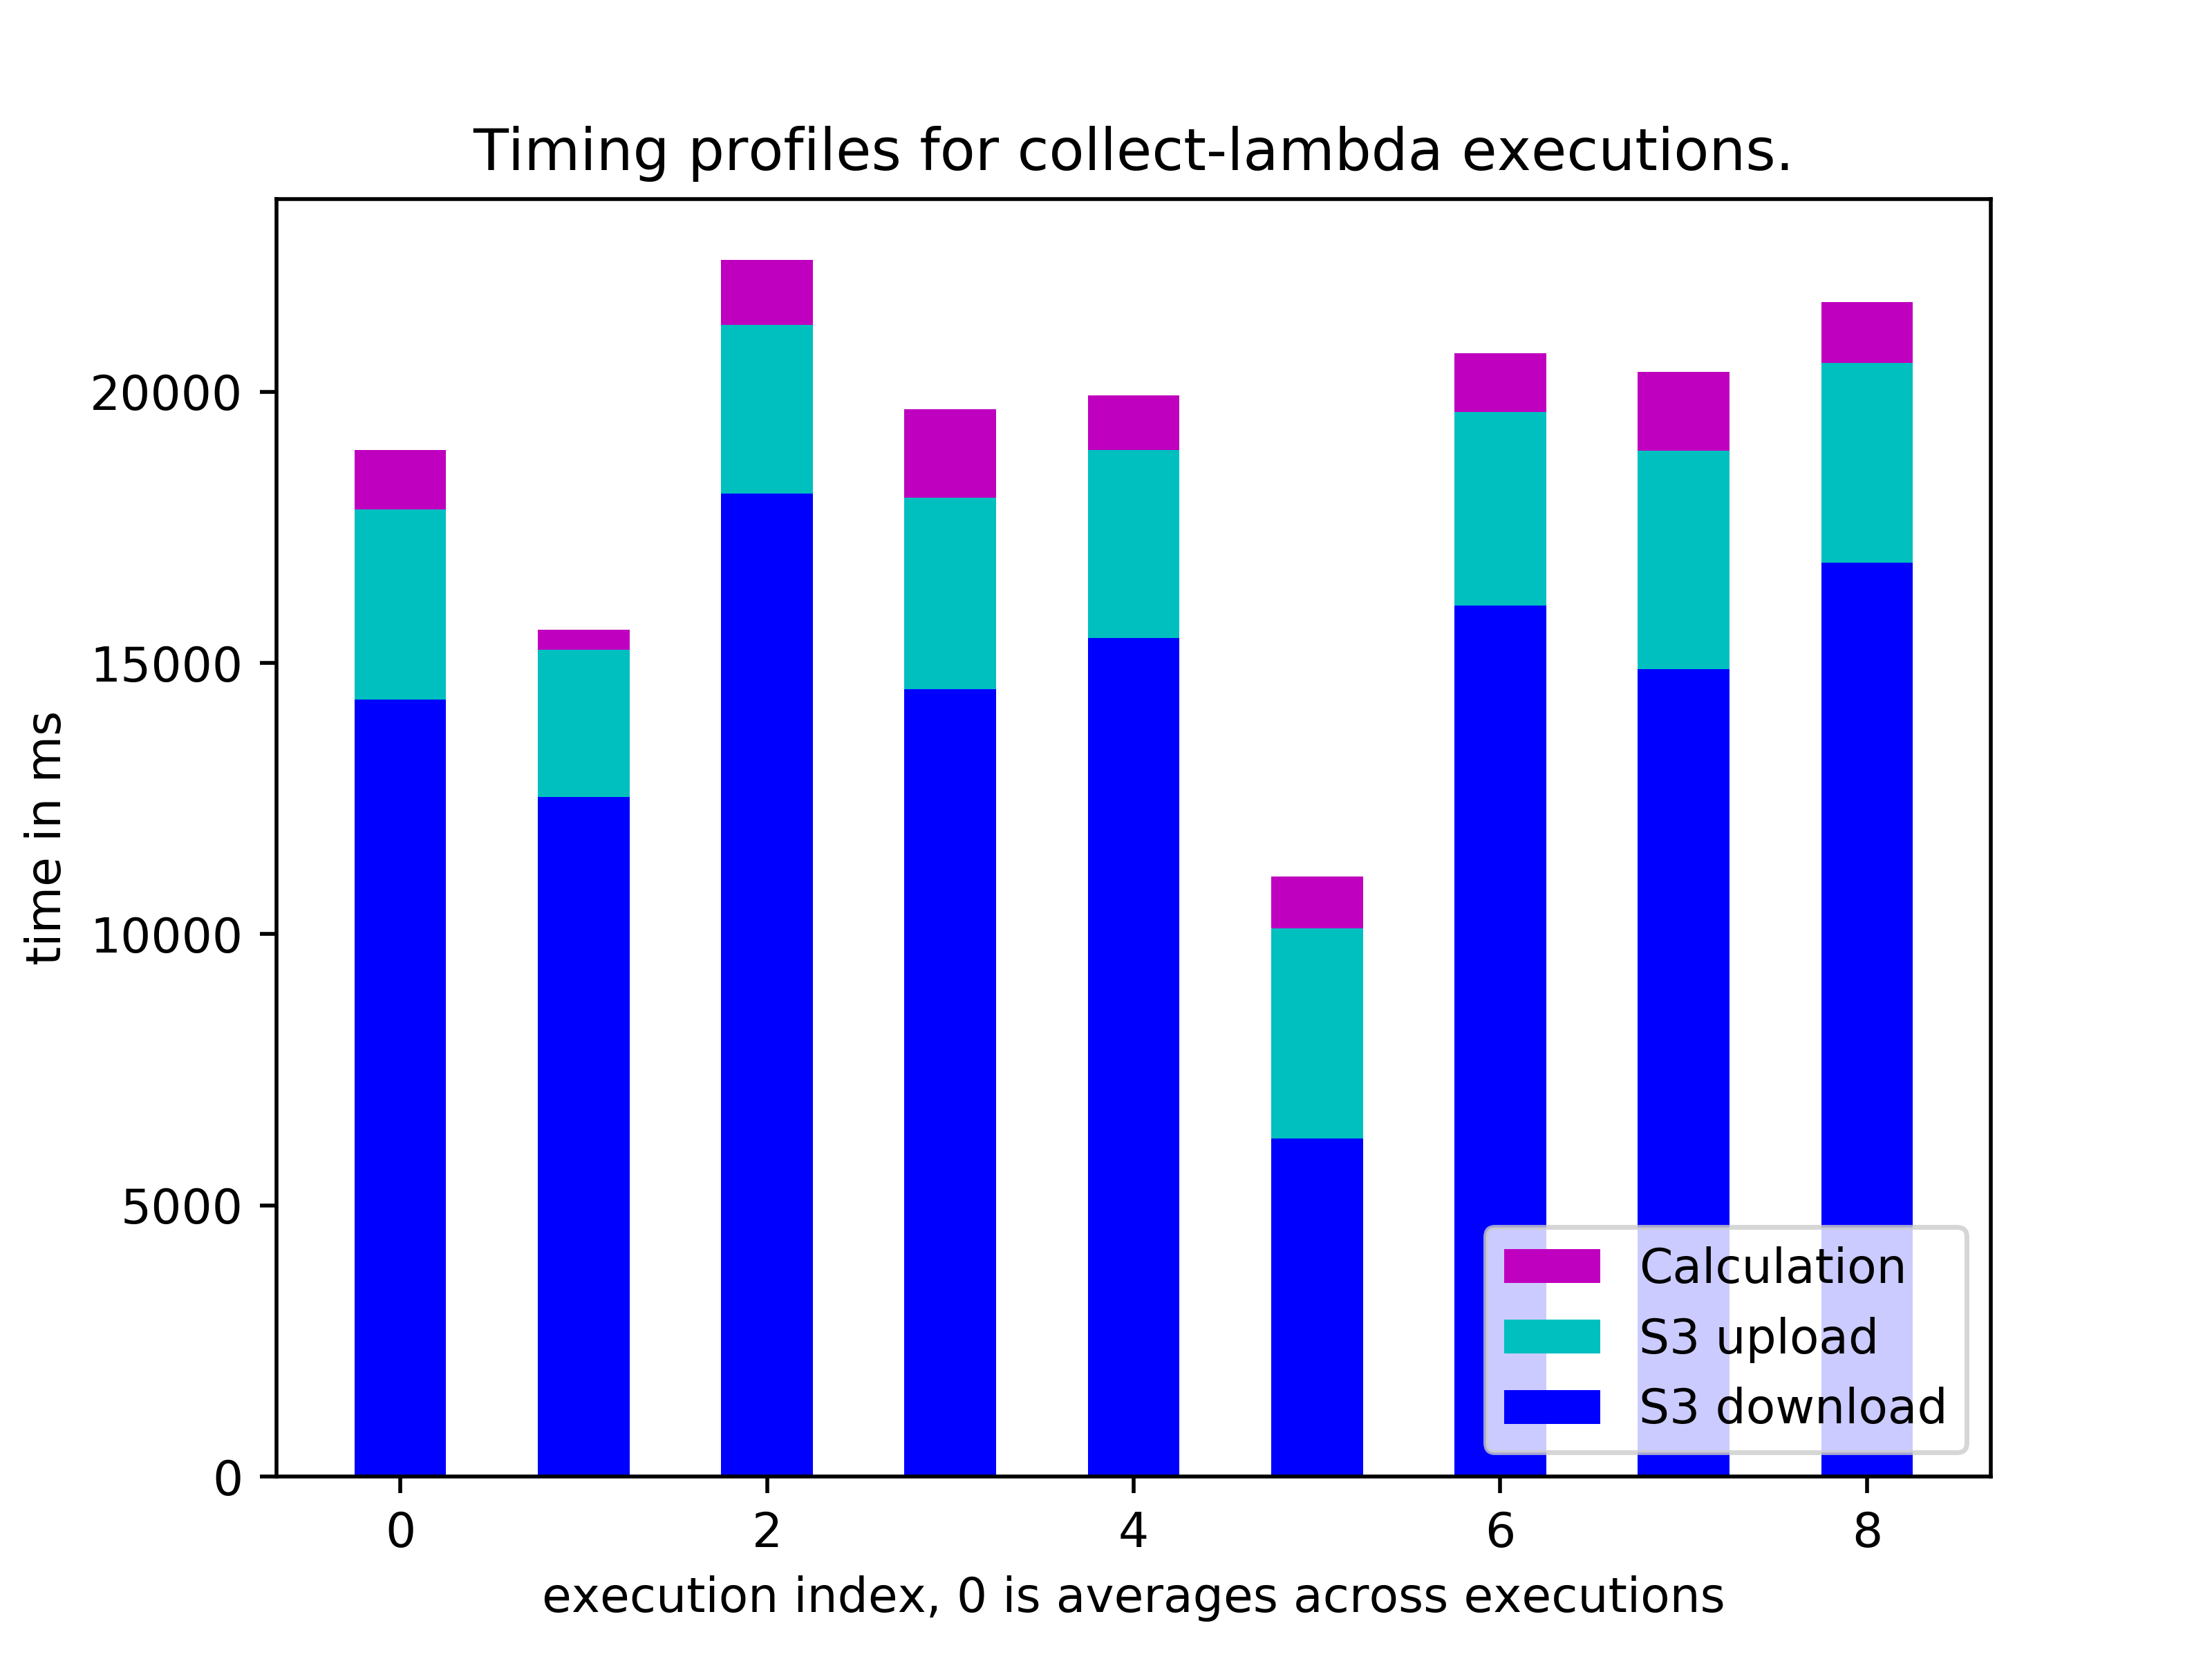 Timing profiles for collect-lambda executions.
time in ms
20000
15000
10000
5000
0
Calculation
S3 upload
S3 download
0 2 4 6 8
execution index, 0 is averages across executions